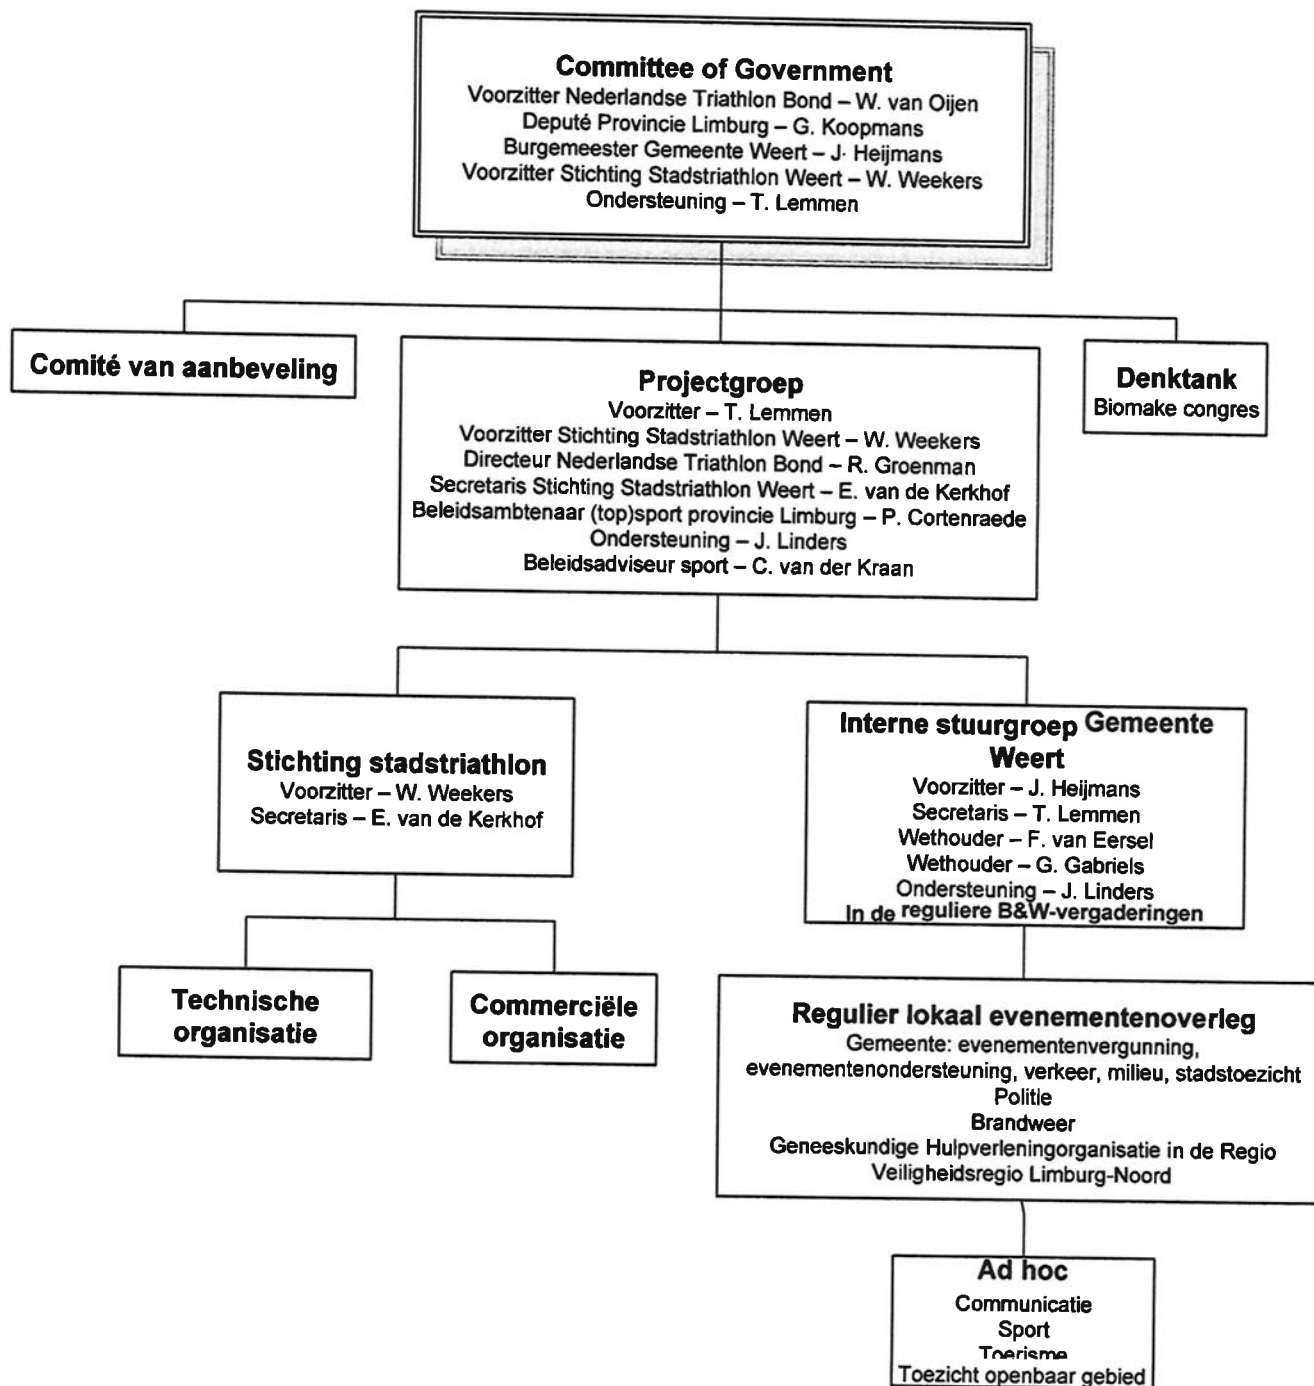 Committee of Government
Voorzitter Nederlandse Triathlon Bond – W. van Oijen
Deputé Provincie Limburg – G. Koopmans
Burgemeester Gemeente Weert – J. Heijmans
Voorzitter Stichting Stadstriathlon Weert – W. Weekers
Ondersteuning – T. Lemmen
Comité van aanbeveling
Projectgroep
Voorzitter – T. Lemmen
Voorzitter Stichting Stadstriathlon Weert – W. Weekers
Directeur Nederlandse Triathlon Bond – R. Groenman
Secretaris Stichting Stadstriathlon Weert – E. van de Kerkhof
Beleidsambtenaar (top)sport provincie Limburg – P. Cortenraede
Ondersteuning – J. Linders
Beleidsadviseur sport – C. van der Kraan
Denktank
Biomake congres
Stichting stadstriathlon
Voorzitter – W. Weekers
Secretaris – E. van de Kerkhof
Interne stuurgroep Gemeente
Weert
Voorzitter – J. Heijmans
Secretaris – T. Lemmen
Wethouder – F. van Eersel
Wethouder – G. Gabriels
Ondersteuning – J. Linders
In de reguliere B&W-vergaderingen
Technische
organisatie
Commerciële
organisatie
Regulier lokaal evenementenoverleg
Gemeente: evenementenvergunning,
evenementenondersteuning, verkeer, milieu, stadstoezicht
Politie
Brandweer
Geneeskundige Hulpverleningorganisatie in de Regio
Veiligheidsregio Limburg-Noord
Ad hoc
Communicatie
Sport
Toerisme
Toezicht openbaar gebied